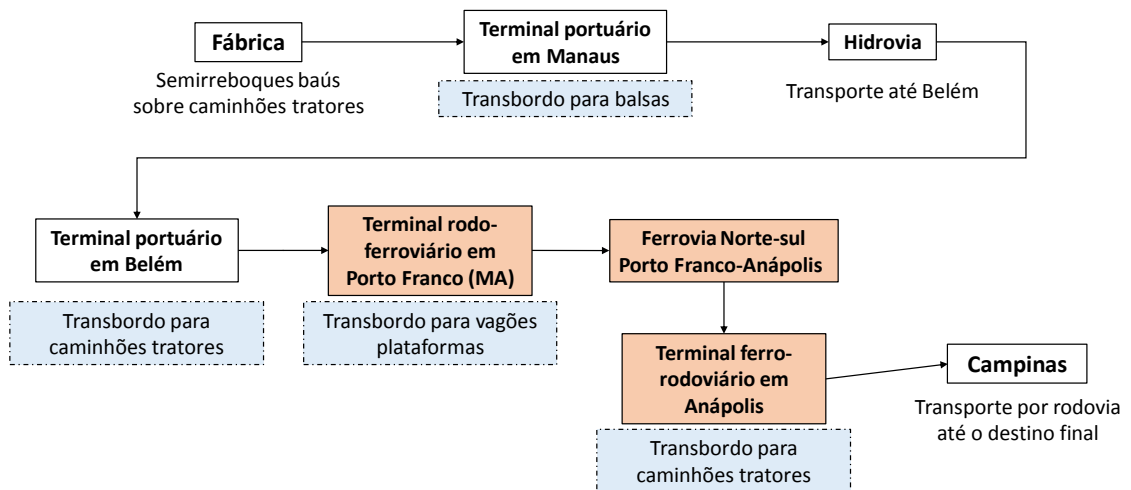 Fábrica
Semirreboques baús
sobre caminhões tratores
Terminal portuário
em Manaus
Transbordo para balsas
Hidrovia
Transporte até Belém
Terminal portuário
em Belém
Transbordo para
caminhões tratores
Terminal rodo-
ferroviário em
Porto Franco (MA)
Transbordo para vagões
plataformas
Ferrovia Norte-sul
Porto Franco-Anápolis
Terminal ferro-
rodoviário em
Anápolis
Transbordo para
caminhões tratores
Campinas
Transporte por rodovia
até o destino final